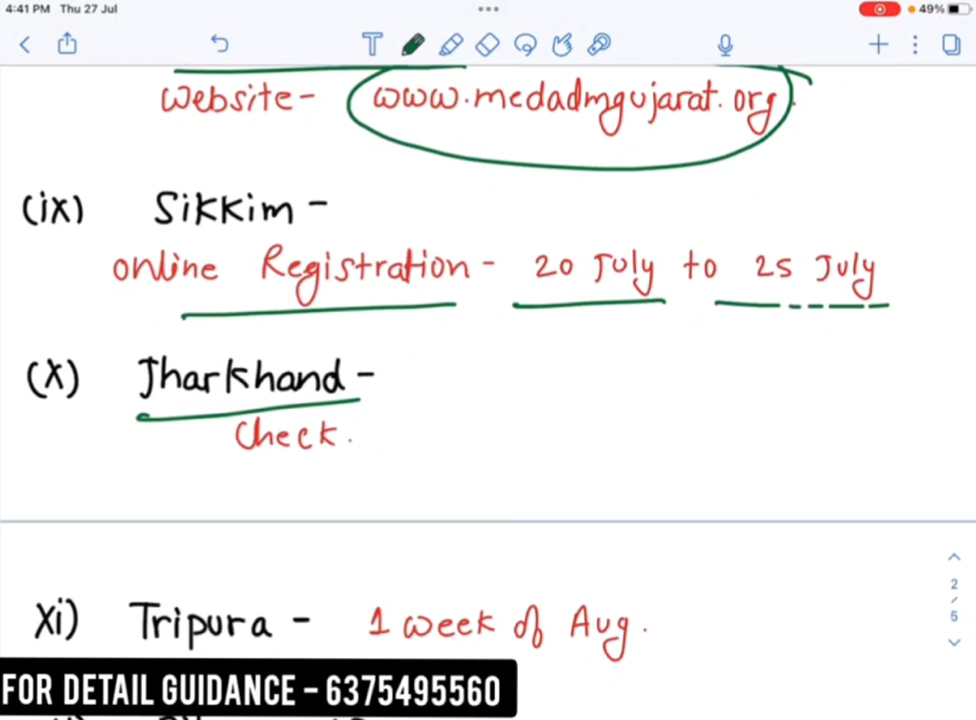 4:41 PM Thu 27 Jul
49%
T
website- www.medadmgujarat.org.
(ix) Sikkim -
online Registration - 20 July to 25 July
(X) Jharkhand -
Check.
2
/
5
xi) Tripura - 1 week of Aug.
FOR DETAIL GUIDANCE - 6375495560